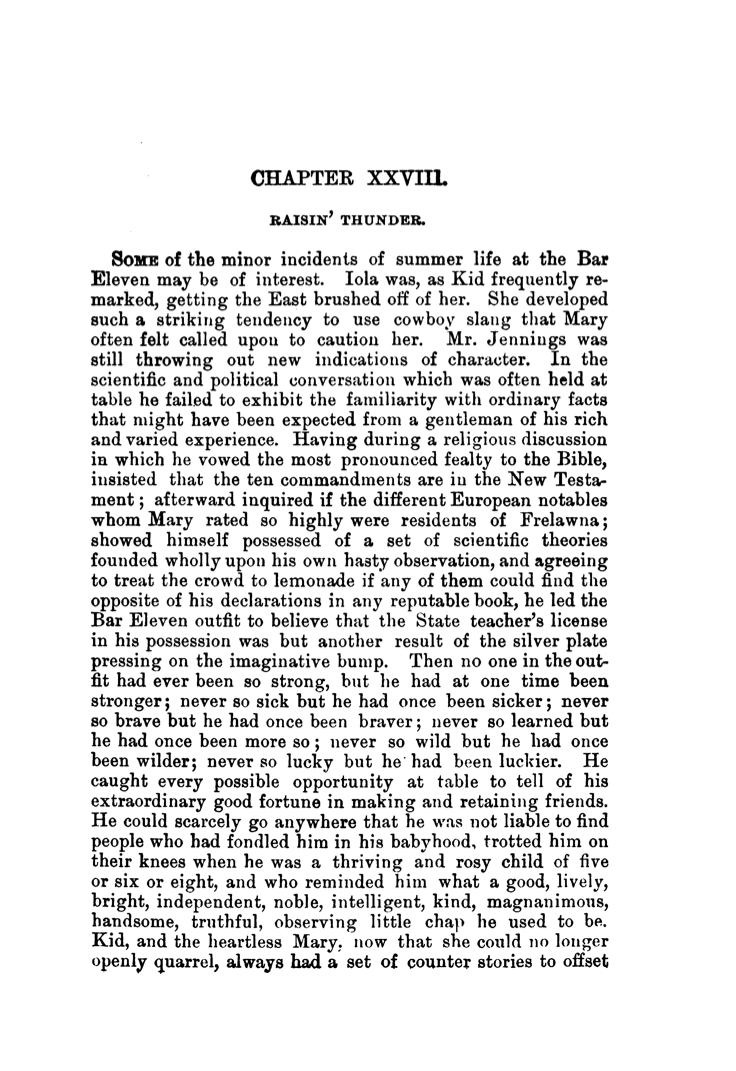 CHAPTER XXVIII.
RAISIN' THUNDER.
SOME of the minor incidents of summer life at the Bar
Eleven may be of interest. Iola was, as Kid frequently re-
marked, getting the East brushed off of her. She developed
such a striking tendency to use cowboy slang that Mary
often felt called upon to caution her. Mr. Jennings was
still throwing out new indications of character. In the
scientific and political conversation which was often held at
table he failed to exhibit the familiarity with ordinary facts
that might have been expected from a gentleman of his rich
and varied experience. Having during a religious discussion
in which he vowed the most pronounced fealty to the Bible,
insisted that the ten commandments are in the New Testa-
ment; afterward inquired if the different European notables
whom Mary rated so highly were residents of Frelawna;
showed himself possessed of a set of scientific theories
founded wholly upon his own hasty observation, and agreeing
to treat the crowd to lemonade if any of them could find the
opposite of his declarations in any reputable book, he led the
Bar Eleven outfit to believe that the State teacher's license
in his possession was but another result of the silver plate
pressing on the imaginative bump. Then no one in the out-
fit had ever been so strong, but he had at one time been
stronger; never so sick but he had once been sicker; never
so brave but he had once been braver; never so learned but
he had once been more so; never so wild but he had once
been wilder; never so lucky but he had been luckier. He
caught every possible opportunity at table to tell of his
extraordinary good fortune in making and retaining friends.
He could scarcely go anywhere that he was not liable to find
people who had fondled him in his babyhood, trotted him on
their knees when he was a thriving and rosy child of five
or six or eight, and who reminded him what a good, lively,
bright, independent, noble, intelligent, kind, magnanimous,
handsome, truthful, observing little chap he used to be.
Kid, and the heartless Mary, now that she could no longer
openly quarrel, always had a set of counter stories to offset